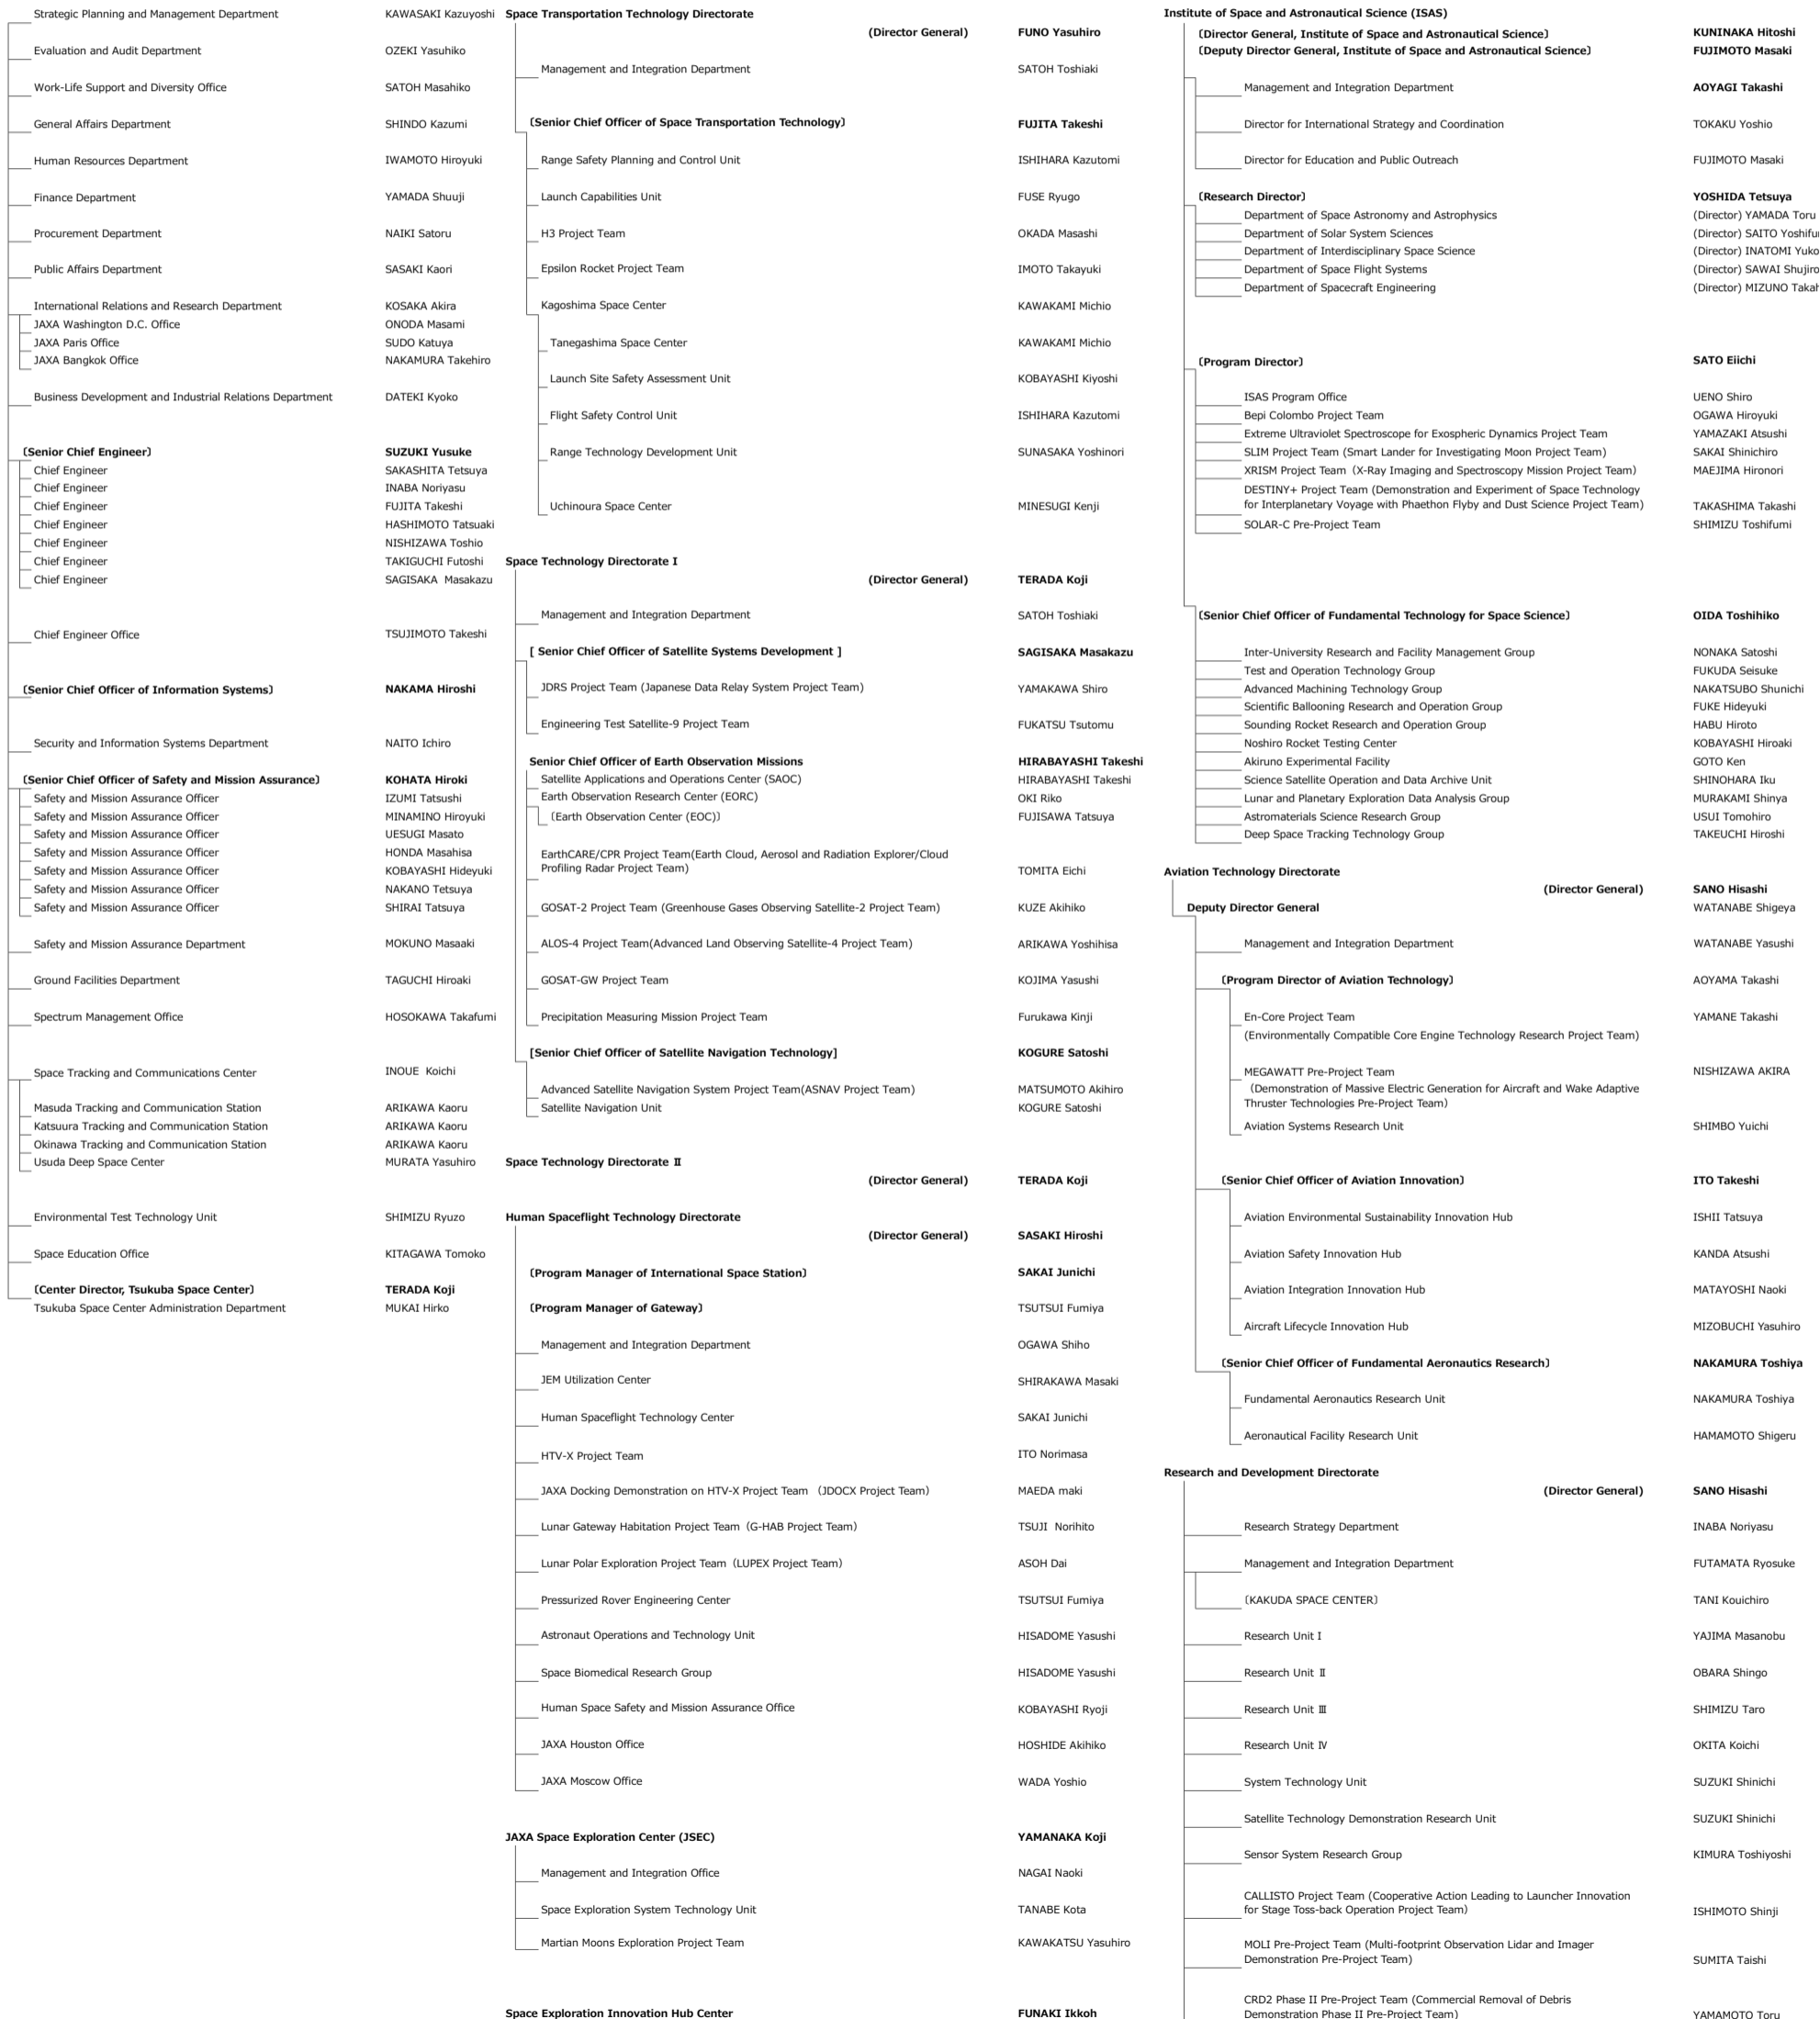 Strategic Planning and Management Department KAWASAKI Kazuyoshi
Evaluation and Audit Department OZEKI Yasuhiko
Work-Life Support and Diversity Office SATOH Masahiko
General Affairs Department SHINDO Kazumi
Human Resources Department IWAMOTO Hiroyuki
Finance Department YAMADA Shuuji
Procurement Department NAIKI Satoru
Public Affairs Department SASAKI Kaori
International Relations and Research Department KOSAKA Akira
JAXA Washington D.C. Office ONODA Masami
JAXA Paris Office SUDO Katuya
JAXA Bangkok Office NAKAMURA Takehiro
Business Development and Industrial Relations Department DATEKI Kyoko
〔Senior Chief Engineer〕 SUZUKI Yusuke
Chief Engineer SAKASHITA Tetsuya
Chief Engineer INABA Noriyasu
Chief Engineer FUJITA Takeshi
Chief Engineer HASHIMOTO Tatsuaki
Chief Engineer NISHIZAWA Toshio
Chief Engineer TAKIGUCHI Futoshi
Chief Engineer SAGISAKA Masakazu
Chief Engineer Office TSUJIMOTO Takeshi
〔Senior Chief Officer of Information Systems〕 NAKAMA Hiroshi
Security and Information Systems Department NAITO Ichiro
〔Senior Chief Officer of Safety and Mission Assurance〕 KOHATA Hiroki
Safety and Mission Assurance Officer IZUMI Tatsushi
Safety and Mission Assurance Officer MINAMINO Hiroyuki
Safety and Mission Assurance Officer UESUGI Masato
Safety and Mission Assurance Officer HONDA Masahisa
Safety and Mission Assurance Officer KOBAYASHI Hideyuki
Safety and Mission Assurance Officer NAKANO Tetsuya
Safety and Mission Assurance Officer SHIRAI Tatsuya
Safety and Mission Assurance Department MOKUNO Masaaki
Ground Facilities Department TAGUCHI Hiroaki
Spectrum Management Office HOSOKAWA Takafumi
Space Tracking and Communications Center INOUE Koichi
Masuda Tracking and Communication Station ARIKAWA Kaoru
Katsuura Tracking and Communication Station ARIKAWA Kaoru
Okinawa Tracking and Communication Station ARIKAWA Kaoru
Usuda Deep Space Center MURATA Yasuhiro
Environmental Test Technology Unit SHIMIZU Ryuzo
Space Education Office KITAGAWA Tomoko
〔Center Director, Tsukuba Space Center〕 TERADA Koji
Tsukuba Space Center Administration Department MUKAI Hirko
Space Transportation Technology Directorate
(Director General) FUNO Yasuhiro
Management and Integration Department SATOH Toshiaki
〔Senior Chief Officer of Space Transportation Technology〕 FUJITA Takeshi
Range Safety Planning and Control Unit ISHIHARA Kazutomi
Launch Capabilities Unit FUSE Ryugo
H3 Project Team OKADA Masashi
Epsilon Rocket Project Team IMOTO Takayuki
Kagoshima Space Center KAWAKAMI Michio
Tanegashima Space Center KAWAKAMI Michio
Launch Site Safety Assessment Unit KOBAYASHI Kiyoshi
Flight Safety Control Unit ISHIHARA Kazutomi
Range Technology Development Unit SUNASAKA Yoshinori
Uchinoura Space Center MINESUGI Kenji
Space Technology Directorate I
(Director General) TERADA Koji
Management and Integration Department SATOH Toshiaki
[ Senior Chief Officer of Satellite Systems Development ] SAGISAKA Masakazu
JDRS Project Team (Japanese Data Relay System Project Team) YAMAKAWA Shiro
Engineering Test Satellite-9 Project Team FUKATSU Tsutomu
Senior Chief Officer of Earth Observation Missions HIRABAYASHI Takeshi
Satellite Applications and Operations Center (SAOC) HIRABAYASHI Takeshi
Earth Observation Research Center (EORC) OKI Riko
〔Earth Observation Center (EOC)〕 FUJISAWA Tatsuya
EarthCARE/CPR Project Team(Earth Cloud, Aerosol and Radiation Explorer/Cloud
Profiling Radar Project Team) TOMITA Eichi
GOSAT-2 Project Team (Greenhouse Gases Observing Satellite-2 Project Team) KUZE Akihiko
ALOS-4 Project Team(Advanced Land Observing Satellite-4 Project Team) ARIKAWA Yoshihisa
GOSAT-GW Project Team KOJIMA Yasushi
Precipitation Measuring Mission Project Team Furukawa Kinji
[Senior Chief Officer of Satellite Navigation Technology] KOGURE Satoshi
Advanced Satellite Navigation System Project Team(ASNAV Project Team) MATSUMOTO Akihiro
Satellite Navigation Unit KOGURE Satoshi
Space Technology Directorate Ⅱ
(Director General) TERADA Koji
Human Spaceflight Technology Directorate
(Director General) SASAKI Hiroshi
〔Program Manager of International Space Station〕 SAKAI Junichi
〔Program Manager of Gateway〕 TSUTSUI Fumiya
Management and Integration Department OGAWA Shiho
JEM Utilization Center SHIRAKAWA Masaki
Human Spaceflight Technology Center SAKAI Junichi
HTV-X Project Team ITO Norimasa
JAXA Docking Demonstration on HTV-X Project Team （JDOCX Project Team） MAEDA maki
Lunar Gateway Habitation Project Team（G-HAB Project Team） TSUJI Norihito
Lunar Polar Exploration Project Team（LUPEX Project Team） ASOH Dai
Pressurized Rover Engineering Center TSUTSUI Fumiya
Astronaut Operations and Technology Unit HISADOME Yasushi
Space Biomedical Research Group HISADOME Yasushi
Human Space Safety and Mission Assurance Office KOBAYASHI Ryoji
JAXA Houston Office HOSHIDE Akihiko
JAXA Moscow Office WADA Yoshio
JAXA Space Exploration Center (JSEC) YAMANAKA Koji
Management and Integration Office NAGAI Naoki
Space Exploration System Technology Unit TANABE Kota
Martian Moons Exploration Project Team KAWAKATSU Yasuhiro
Space Exploration Innovation Hub Center FUNAKI Ikkoh
Institute of Space and Astronautical Science (ISAS)
〔Director General, Institute of Space and Astronautical Science〕 KUNINAKA Hitoshi
〔Deputy Director General, Institute of Space and Astronautical Science〕 FUJIMOTO Masaki
Management and Integration Department AOYAGI Takashi
Director for International Strategy and Coordination TOKAKU Yoshio
Director for Education and Public Outreach FUJIMOTO Masaki
〔Research Director〕 YOSHIDA Tetsuya
Department of Space Astronomy and Astrophysics (Director) YAMADA Toru
Department of Solar System Sciences (Director) SAITO
Department of Interdisciplinary Space Science (Director) INATOMI Yuko
Department of Space Flight Systems (Director) SAWAI Shujiro
Department of Spacecraft Engineering (Director) MIZUNO
〔Program Director〕 SATO Eiichi
ISAS Program Office UENO Shiro
Bepi Colombo Project Team OGAWA Hiroyuki
Extreme Ultraviolet Spectroscope for Exospheric Dynamics Project Team YAMAZAKI Atsushi
SLIM Project Team (Smart Lander for Investigating Moon Project Team) SAKAI Shinichiro
XRISM Project Team（X-Ray Imaging and Spectroscopy Mission Project Team） MAEJIMA Hironori
DESTINY+ Project Team (Demonstration and Experiment of Space Technology
for Interplanetary Voyage with Phaethon Flyby and Dust Science Project Team) TAKASHIMA Takashi
SOLAR-C Pre-Project Team SHIMIZU Toshifumi
〔Senior Chief Officer of Fundamental Technology for Space Science〕 OIDA Toshihiko
Inter-University Research and Facility Management Group NONAKA Satoshi
Test and Operation Technology Group FUKUDA Seisuke
Advanced Machining Technology Group NAKATSUBO Shunichi
Scientific Ballooning Research and Operation Group FUKE Hideyuki
Sounding Rocket Research and Operation Group HABU Hiroto
Noshiro Rocket Testing Center KOBAYASHI Hiroaki
Akiruno Experimental Facility GOTO Ken
Science Satellite Operation and Data Archive Unit SHINOHARA Iku
Lunar and Planetary Exploration Data Analysis Group MURAKAMI Shinya
Astromaterials Science Research Group USUI Tomohiro
Deep Space Tracking Technology Group TAKEUCHI Hiroshi
Aviation Technology Directorate
(Director General) SANO Hisashi
Deputy Director General WATANABE Shigeya
Management and Integration Department WATANABE Yasushi
〔Program Director of Aviation Technology〕 AOYAMA Takashi
En-Core Project Team YAMANE Takashi
(Environmentally Compatible Core Engine Technology Research Project Team)
MEGAWATT Pre-Project Team NISHIZAWA AKIRA
（Demonstration of Massive Electric Generation for Aircraft and Wake Adaptive
Thruster Technologies Pre-Project Team）
Aviation Systems Research Unit SHIMBO Yuichi
〔Senior Chief Officer of Aviation Innovation〕 ITO Takeshi
Aviation Environmental Sustainability Innovation Hub ISHII Tatsuya
Aviation Safety Innovation Hub KANDA Atsushi
Aviation Integration Innovation Hub MATAYOSHI Naoki
Aircraft Lifecycle Innovation Hub MIZOBUCHI Yasuhiro
〔Senior Chief Officer of Fundamental Aeronautics Research〕 NAKAMURA Toshiya
Fundamental Aeronautics Research Unit NAKAMURA Toshiya
Aeronautical Facility Research Unit HAMAMOTO Shigeru
Research and Development Directorate
(Director General) SANO Hisashi
Research Strategy Department INABA Noriyasu
Management and Integration Department FUTAMATA Ryosuke
〔KAKUDA SPACE CENTER〕 TANI Kouichiro
Research Unit I YAJIMA Masanobu
Research Unit Ⅱ OBARA Shingo
Research Unit Ⅲ SHIMIZU Taro
Research Unit Ⅳ OKITA Koichi
System Technology Unit SUZUKI Shinichi
Satellite Technology Demonstration Research Unit SUZUKI Shinichi
Sensor System Research Group KIMURA Toshiyoshi
CALLISTO Project Team (Cooperative Action Leading to Launcher Innovation
for Stage Toss-back Operation Project Team) ISHIMOTO Shinji
MOLI Pre-Project Team (Multi-footprint Observation Lidar and Imager
Demonstration Pre-Project Team) SUMITA Taishi
CRD2 Phase II Pre-Project Team (Commercial Removal of Debris
Demonstration Phase II Pre-Project Team) YAMAMOTO Toru